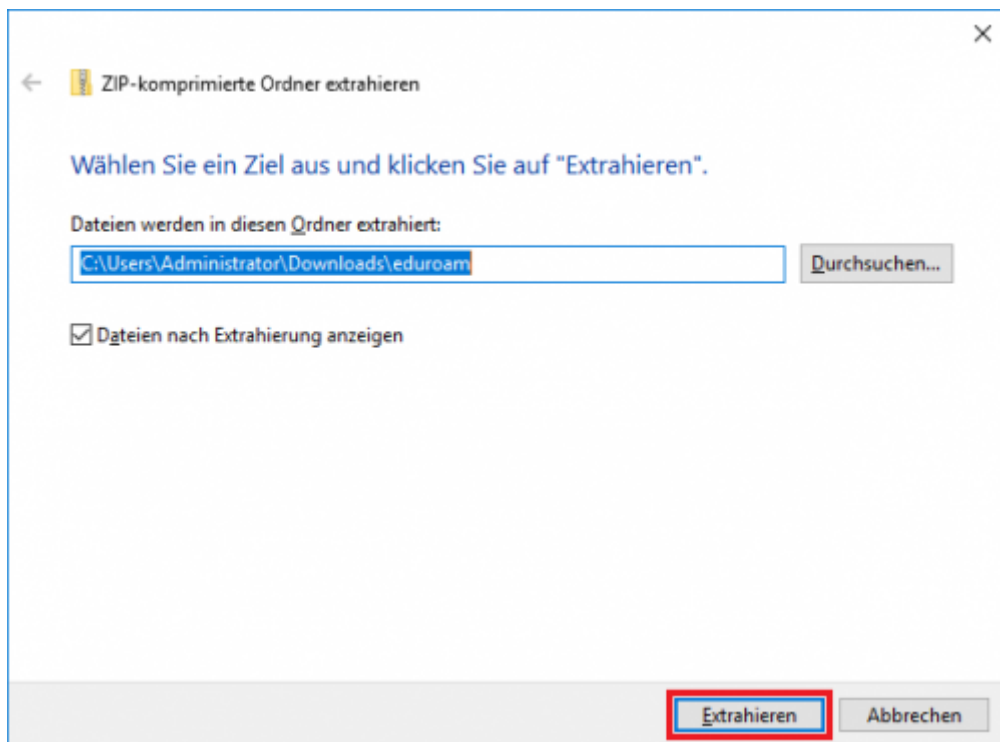 ZIP-komprimierte Ordner extrahieren
Wählen Sie ein Ziel aus und klicken Sie auf "Extrahieren".
Dateien werden in diesen Ordner extrahiert:
C:\Users\Administrator\Downloads\eduroam
Durchsuchen...
Dateien nach Extrahierung anzeigen
Extrahieren
Abbrechen